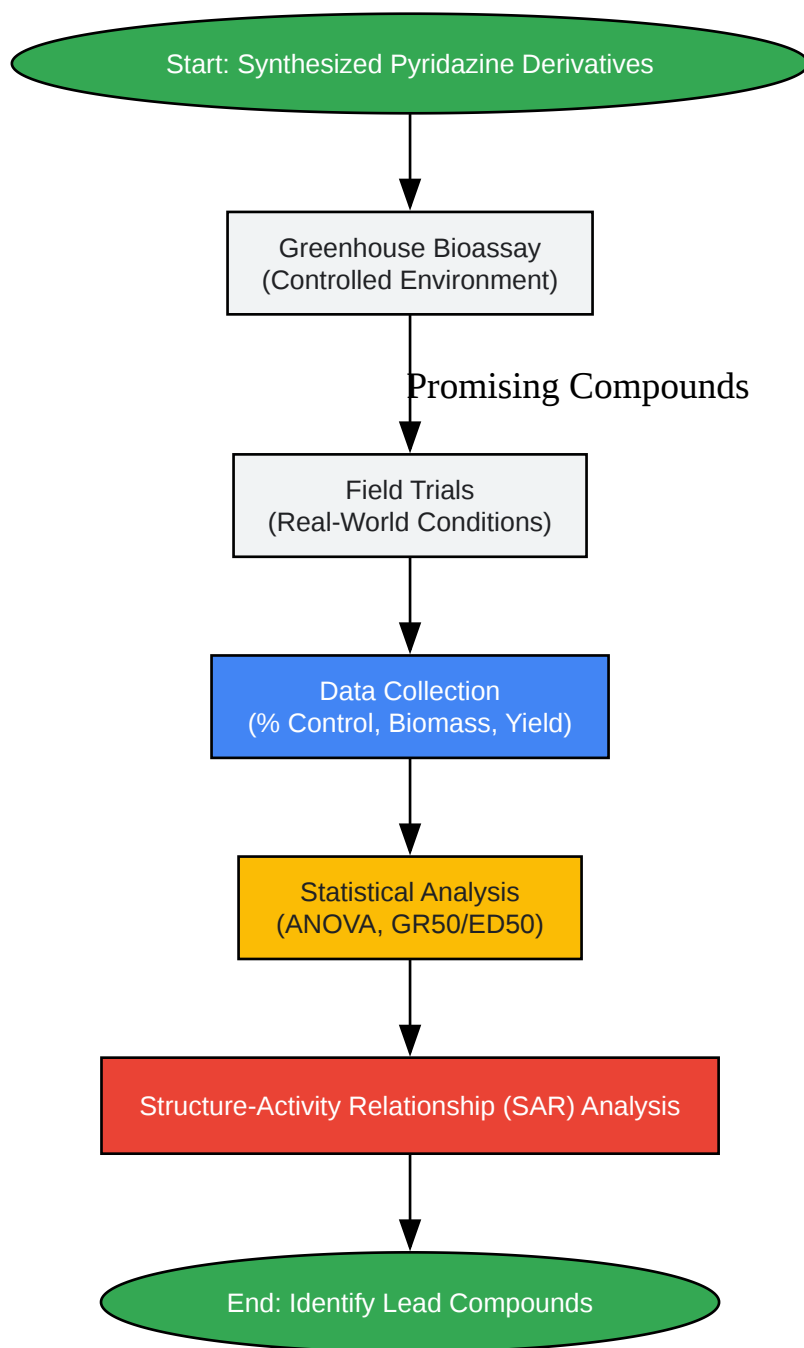 Start: Synthesized Pyridazine Derivatives
Greenhouse Bioassay
(Controlled Environment)
Promising Compounds
Field Trials
(Real-World Conditions)
Data Collection
(% Control, Biomass, Yield)
Statistical Analysis
(ANOVA, GR50/ED50)
Structure-Activity Relationship (SAR) Analysis
End: Identify Lead Compounds